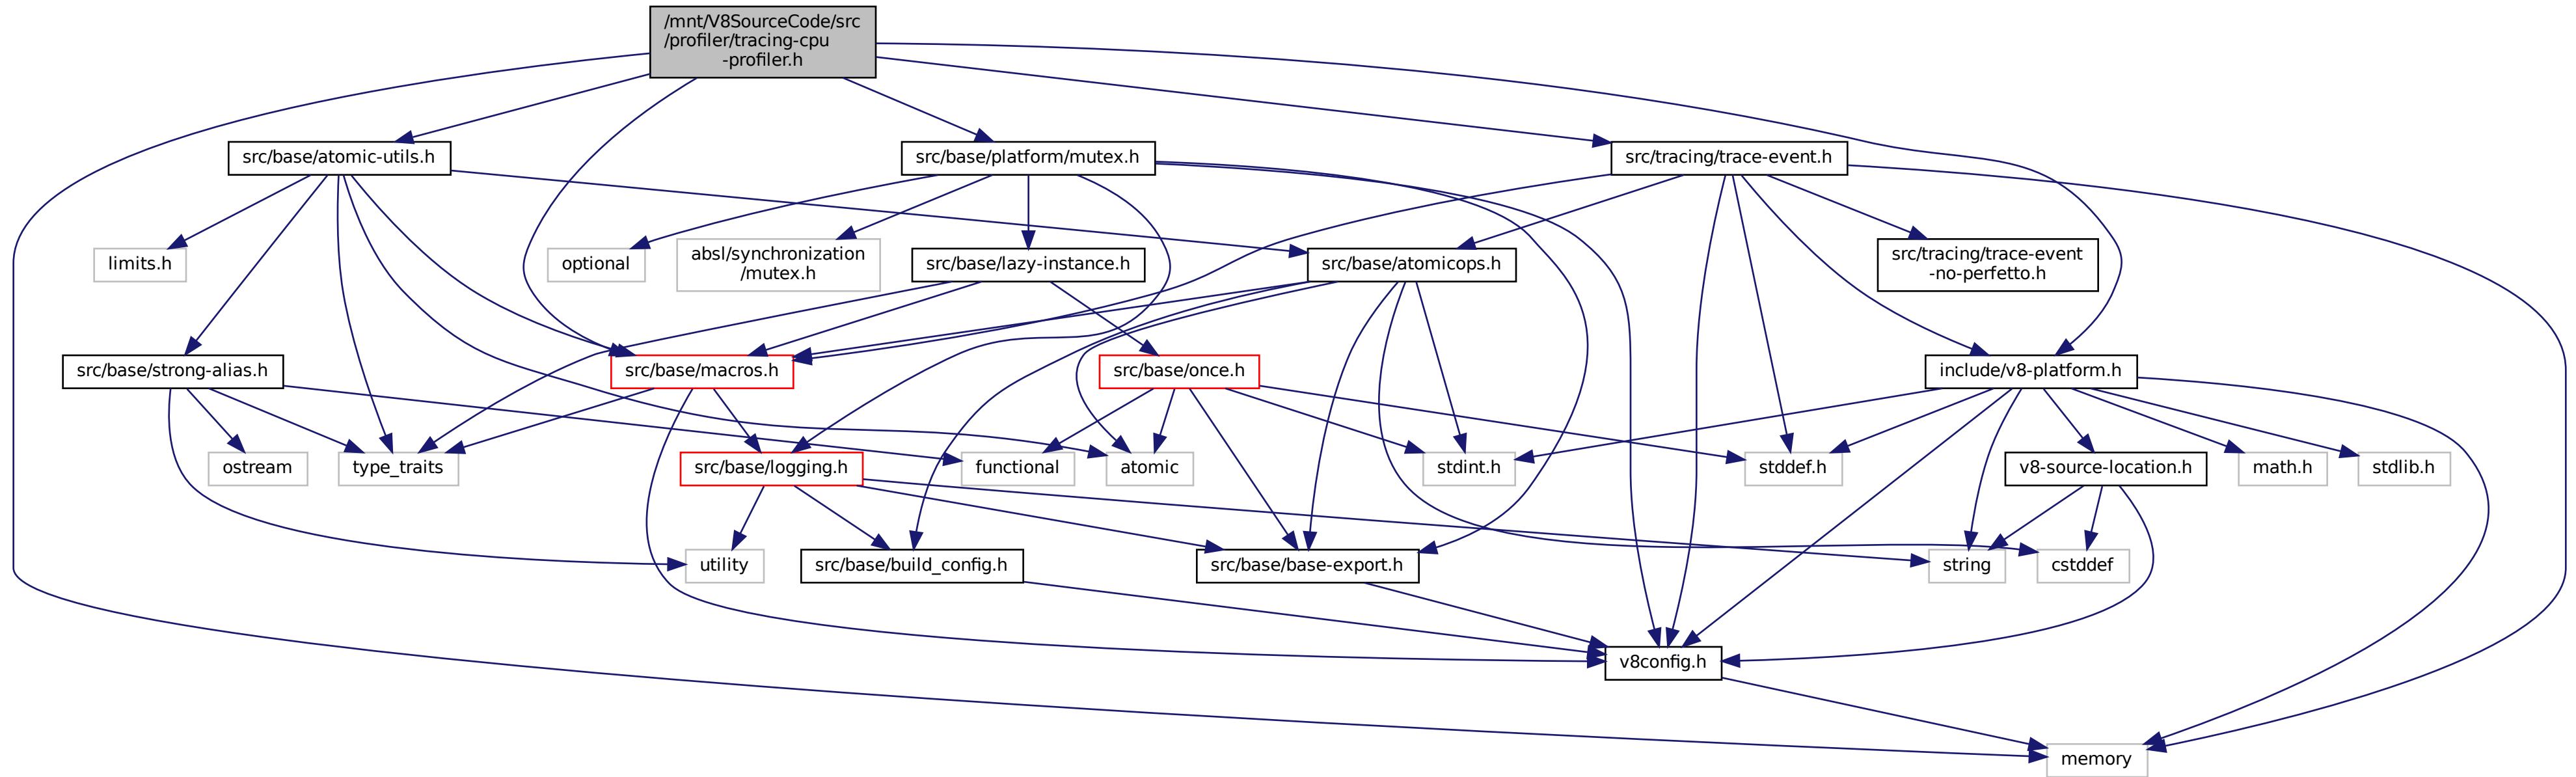 /mnt/V8SourceCode/src
/profiler/tracing-cpu
-profiler.h
src/base/atomic-utils.h
src/base/platform/mutex.h
src/tracing/trace-event.h
limits.h
optional
absl/synchronization
/mutex.h
src/base/lazy-instance.h
src/base/atomicops.h
src/tracing/trace-event
-no-perfetto.h
src/base/strong-alias.h
src/base/macros.h
src/base/once.h
include/v8-platform.h
ostream
type_traits
src/base/logging.h
functional
atomic
stdint.h
stddef.h
v8-source-location.h
math.h
stdlib.h
utility
src/base/build_config.h
src/base/base-export.h
string
cstddef
v8config.h
memory